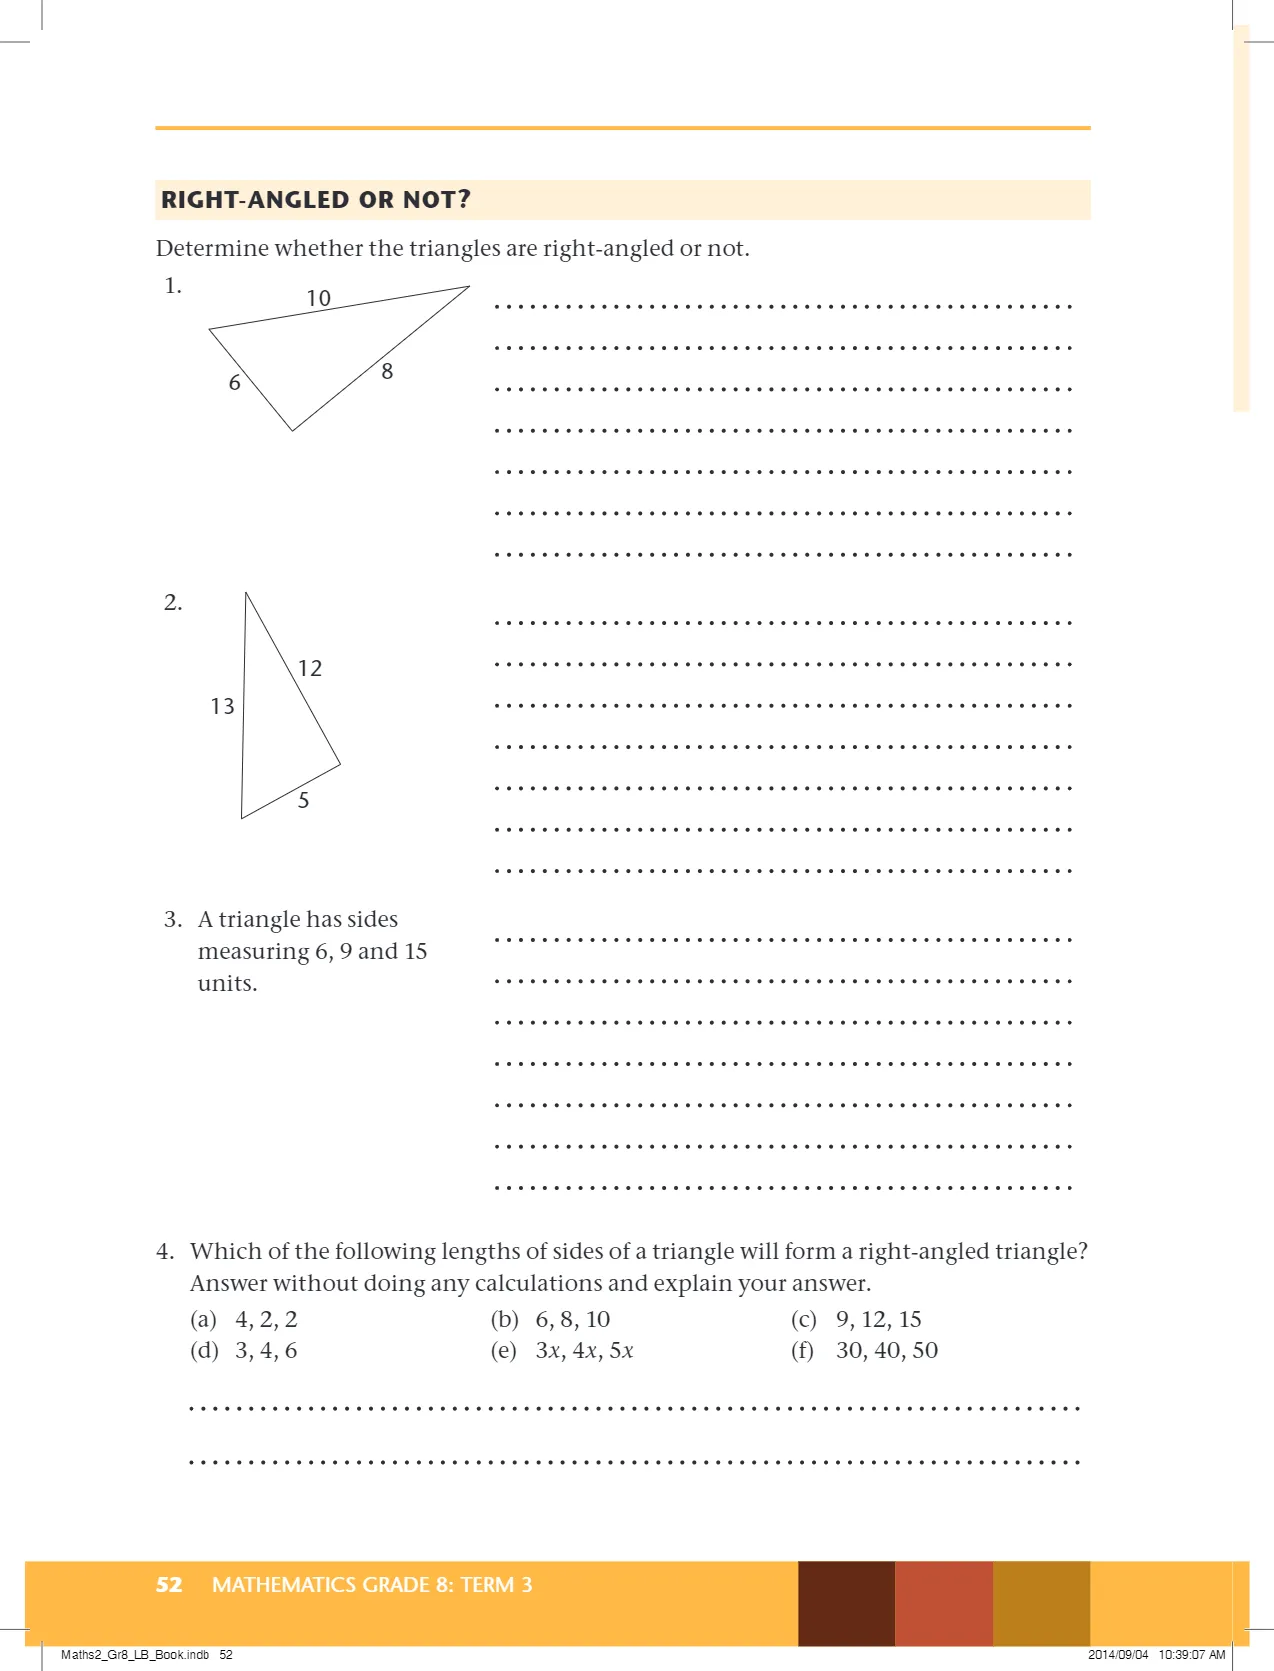 RIGHT-ANGLED OR NOT?
Determine whether the triangles are right-angled or not.
1.
10
6
8
2.
12
13
5
3. A triangle has sides
measuring 6, 9 and 15
units.
4. Which of the following lengths of sides of a triangle will form a right-angled triangle?
Answer without doing any calculations and explain your answer.
(a) 4, 2, 2 (b) 6, 8, 10 (c) 9, 12, 15
(d) 3, 4, 6 (e) 3x, 4x, 5x (f) 30, 40, 50
52 MATHEMATICS GRADE 8: TERM 3
Maths2_Gr8_LB_Book.indb 52 2014/09/04 10:39:07 AM